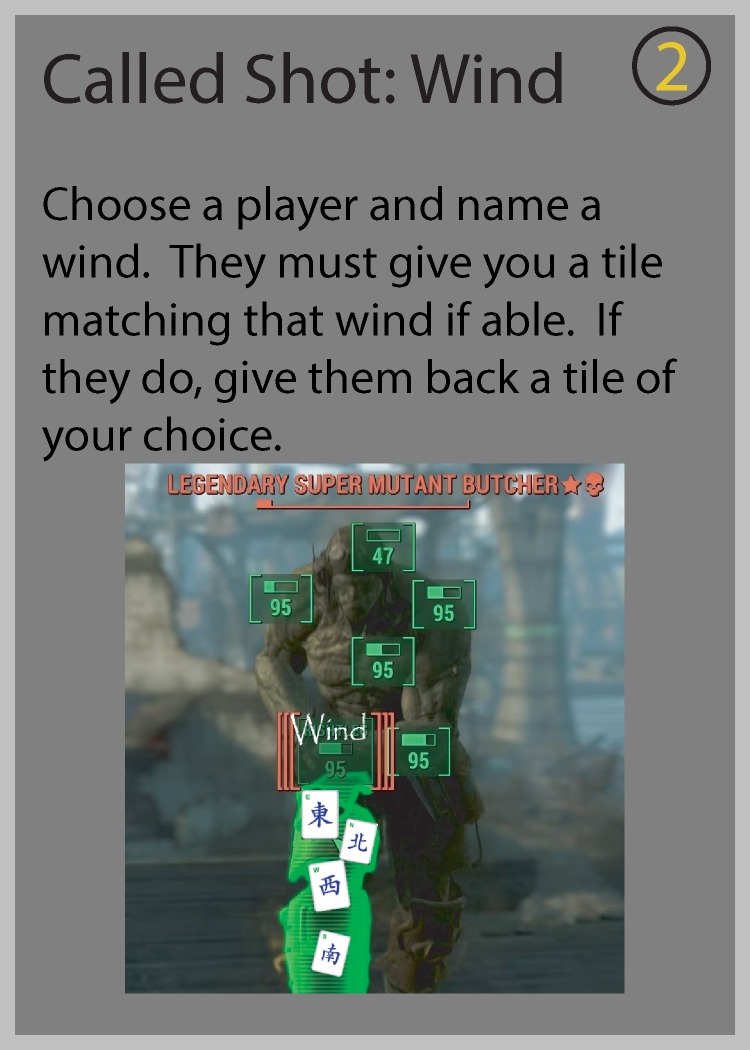 Called Shot: Wind
2
Choose a player and name a
wind.  They must give you a tile
matching that wind if able.  If
they do, give them back a tile of
your choice.
LEGENDARY SUPER MUTANT BUTCHER
47
95
95
95
Wind
95
95
E
東
N
北
W
西
S
南